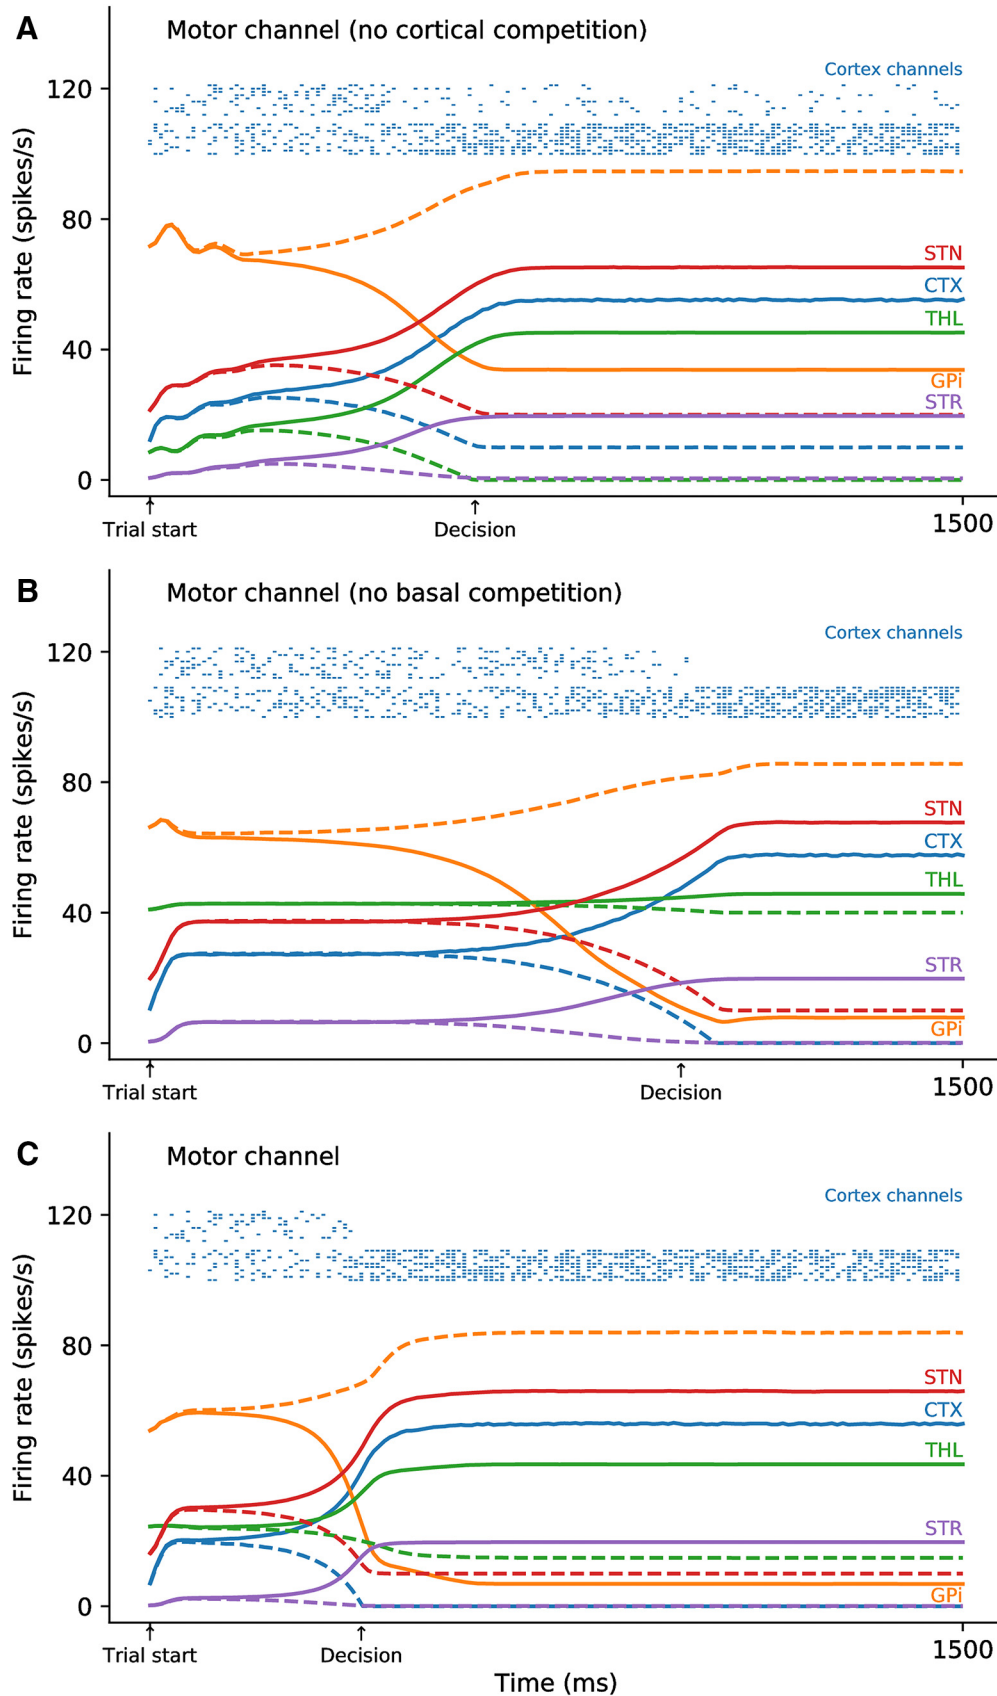 A
Motor channel (no cortical competition)
Cortex channels
120
80
40
0
Firing rate (spikes/s)
STN
CTX
THL
GPi
STR
Trial start
Decision
1500
B
Motor channel (no basal competition)
Cortex channels
120
80
40
0
Firing rate (spikes/s)
STN
CTX
THL
STR
GPi
Trial start
Decision
1500
C
Motor channel
Cortex channels
120
80
40
0
Firing rate (spikes/s)
STN
CTX
THL
STR
GPi
Trial start
Decision
1500
Time (ms)